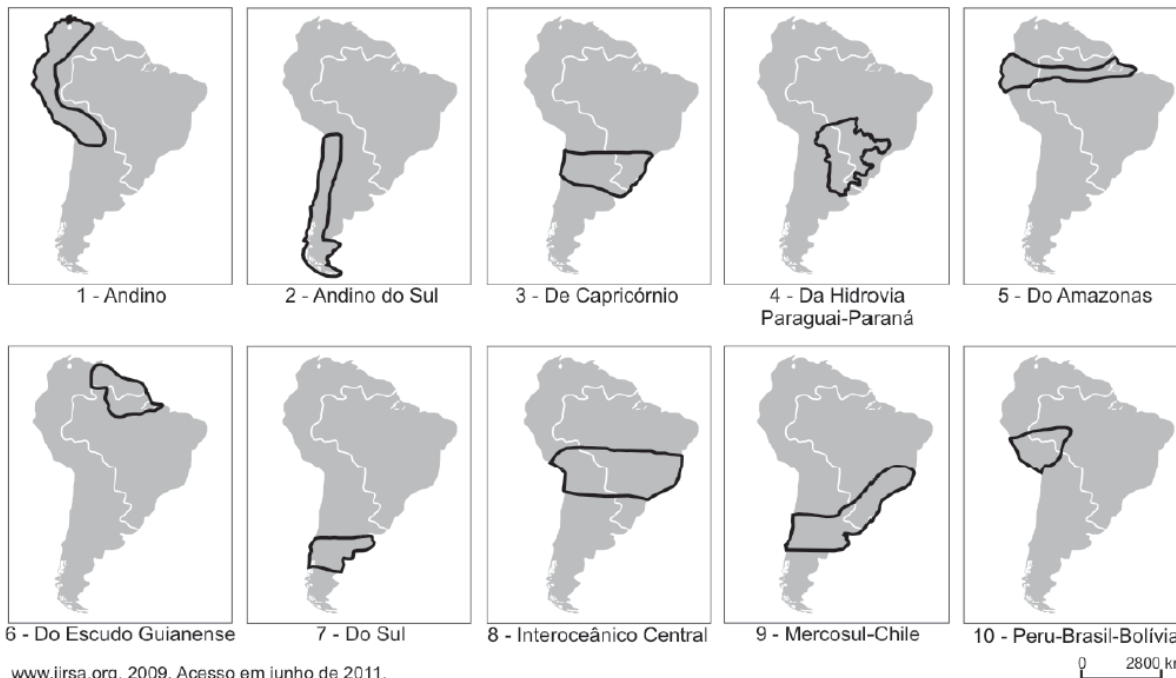 1 - Andino
2 - Andino do Sul
3 - De Capricórnio
4 - Da Hidrovia
Paraguai-Paraná
5 - Do Amazonas
6 - Do Escudo Guianense
7 - Do Sul
8 - Interoceânico Central
9 - Mercosul-Chile
10 - Peru-Brasil-Bolívia
www.iirsa.org, 2009. Acesso em junho de 2011.
0 2800 km